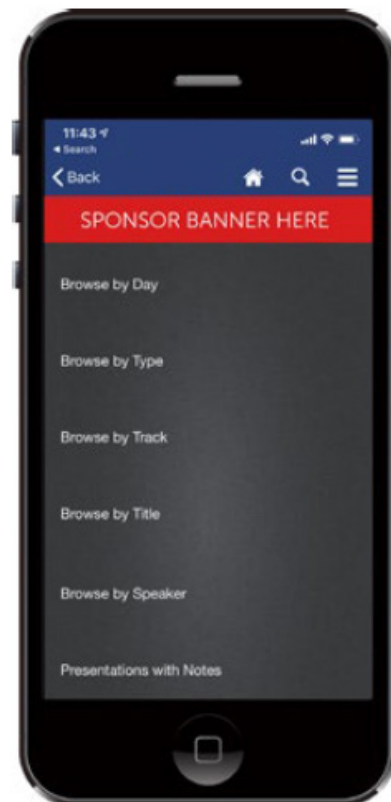 11:43
Search
Back
SPONSOR BANNER HERE
Browse by Day
Browse by Type
Browse by Track
Browse by Title
Browse by Speaker
Presentations with Notes